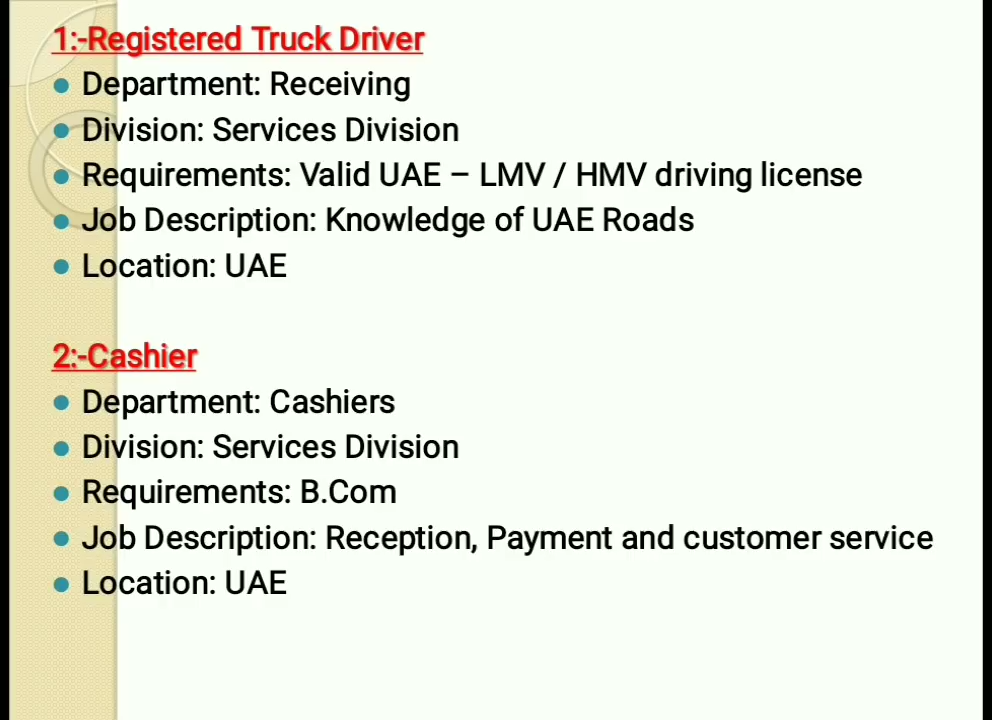 1:-Registered Truck Driver
Department: Receiving
Division: Services Division
Requirements: Valid UAE – LMV / HMV driving license
Job Description: Knowledge of UAE Roads
Location: UAE
2:-Cashier
Department: Cashiers
Division: Services Division
Requirements: B.Com
Job Description: Reception, Payment and customer service
Location: UAE